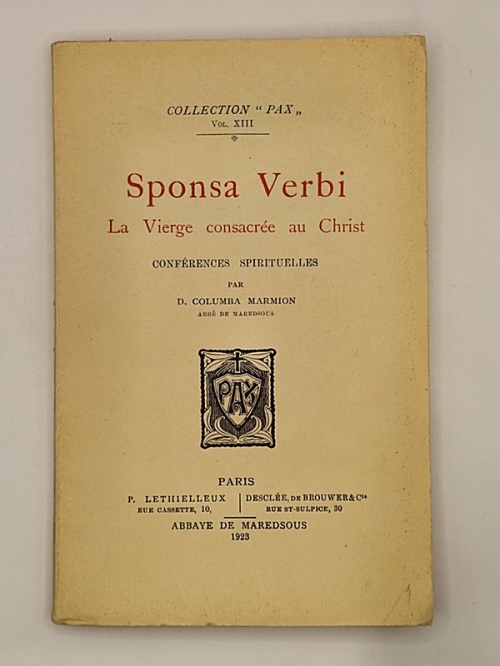 COLLECTION “ PAX „
VOL. XIII
Sponsa Verbi
La Vierge consacrée au Christ
CONFÉRENCES SPIRITUELLES
PAR
D. COLUMBA MARMION
ABBÉ DE MAREDSOUS
PAX
PARIS
P. LETHIELLEUX
RUE CASSETTE, 10,
DESCLÉE, DE BROUWER & Cie
RUE ST-SULPICE, 30
ABBAYE DE MAREDSOUS
1923